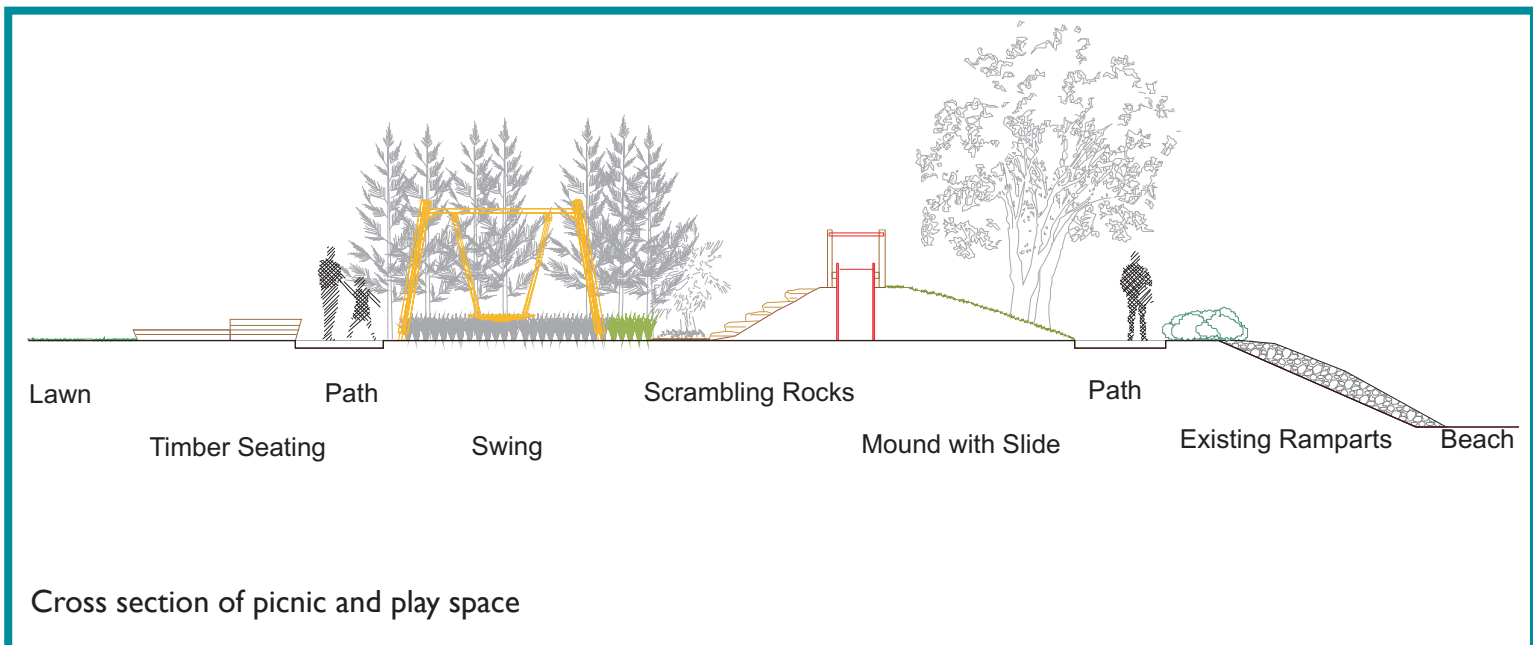 Lawn
Path
Scrambling Rocks
Path
Timber Seating
Swing
Mound with Slide
Existing Ramparts
Beach
Cross section of picnic and play space